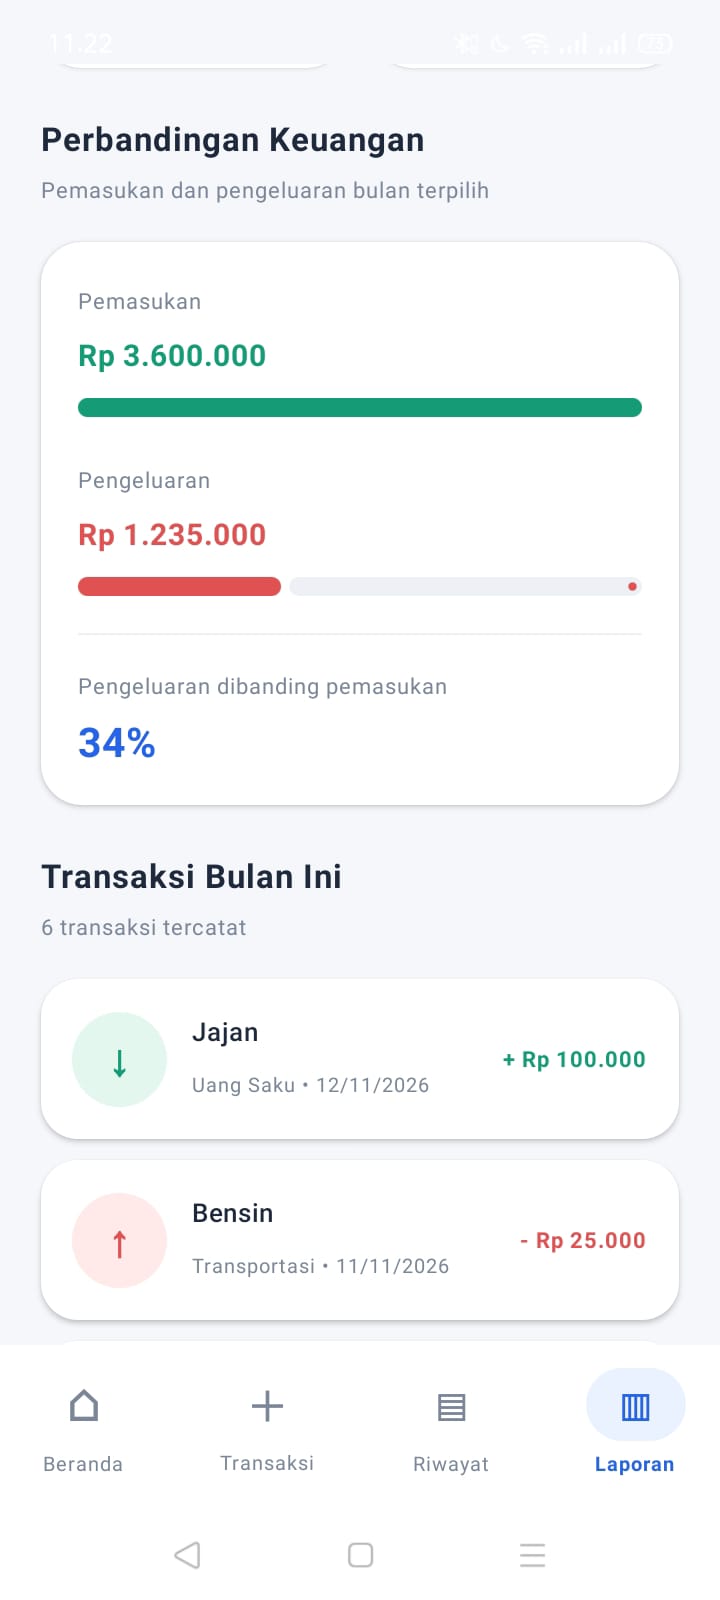 11.22
Perbandingan Keuangan
Pemasukan dan pengeluaran bulan terpilih
Pemasukan
Rp 3.600.000
Pengeluaran
Rp 1.235.000
Pengeluaran dibanding pemasukan
34%
Transaksi Bulan Ini
6 transaksi tercatat
Jajan
Uang Saku • 12/11/2026
+ Rp 100.000
Bensin
Transportasi • 11/11/2026
- Rp 25.000
Beranda
Transaksi
Riwayat
Laporan